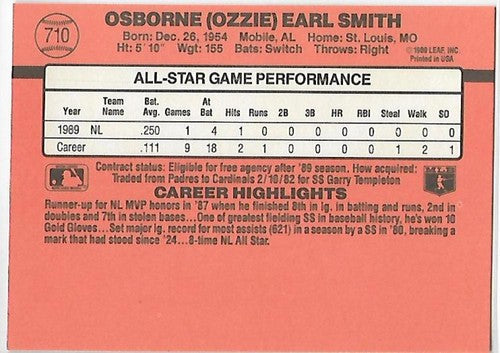 710
OSBORNE (OZZIE) EARL SMITH
Born: Dec. 26, 1954 Mobile, AL Home: St. Louis, MO
Ht: 5' 10" Wgt: 155 Bats: Switch Throws: Right
© 1989 LEAF, INC.
Printed in USA
ALL-STAR GAME PERFORMANCE
Year Team Name Bat. Avg. Games At Bat Hits Runs 2B 3B HR RBI Steal Walk SO
1989 NL .250 1 4 1 0 0 0 0 0 1 0 0
Career .111 9 18 2 1 0 0 0 0 1 2 1
Contract status: Eligible for free agency after '89 season. How acquired:
Traded from Padres to Cardinals 2/10/82 for SS Garry Templeton
CAREER HIGHLIGHTS
Runner-up for NL MVP honors in '87 when he finished 8th in lg. in batting and runs, 2nd in
doubles and 7th in stolen bases...One of greatest fielding SS in baseball history, he's won 10
Gold Gloves...Set major lg. record for most assists (621) in a season by a SS in '80, breaking a
mark that had stood since '24...8-time NL All Star.